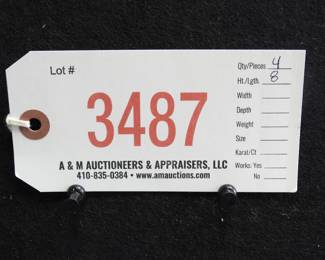 Lot #
3487
A & M AUCTIONEERS & APPRAISERS, LLC
410-835-0384 • www.amauctions.com
Qty/Pieces 4
Ht./Lgth. 8
Width
Depth
Weight
Size
Karat/Ct
Works: Yes
No